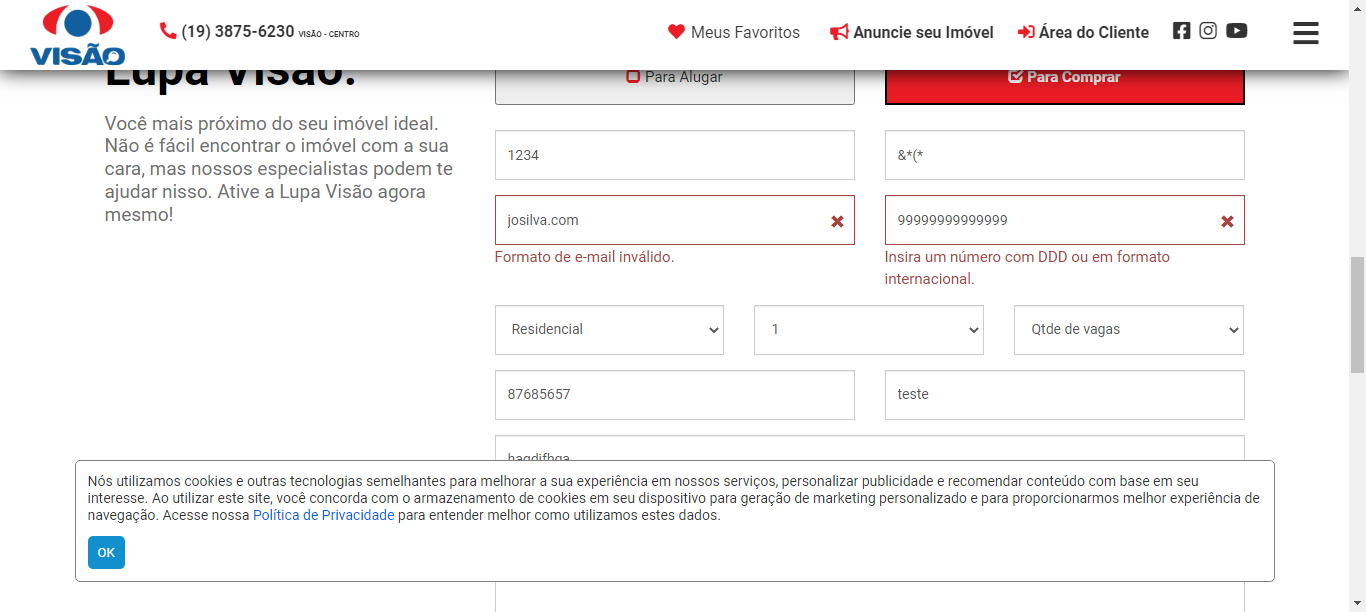 VISÃO
(19) 3875-6230 VISÃO - CENTRO
Meus Favoritos
Anuncie seu Imóvel
Área do Cliente
Lupa Visão!
Para Alugar
Para Comprar
Você mais próximo do seu imóvel ideal.
Não é fácil encontrar o imóvel com a sua
cara, mas nossos especialistas podem te
ajudar nisso. Ative a Lupa Visão agora
mesmo!
1234
&*(*
josilva.com
99999999999999
Formato de e-mail inválido.
Insira um número com DDD ou em formato
internacional.
Residencial
1
Qtde de vagas
87685657
teste
Nós utilizamos cookies e outras tecnologias semelhantes para melhorar a sua experiência em nossos serviços, personalizar publicidade e recomendar conteúdo com base em seu
interesse. Ao utilizar este site, você concorda com o armazenamento de cookies em seu dispositivo para geração de marketing personalizado e para proporcionarmos melhor experiência de
navegação. Acesse nossa Política de Privacidade para entender melhor como utilizamos estes dados.
OK